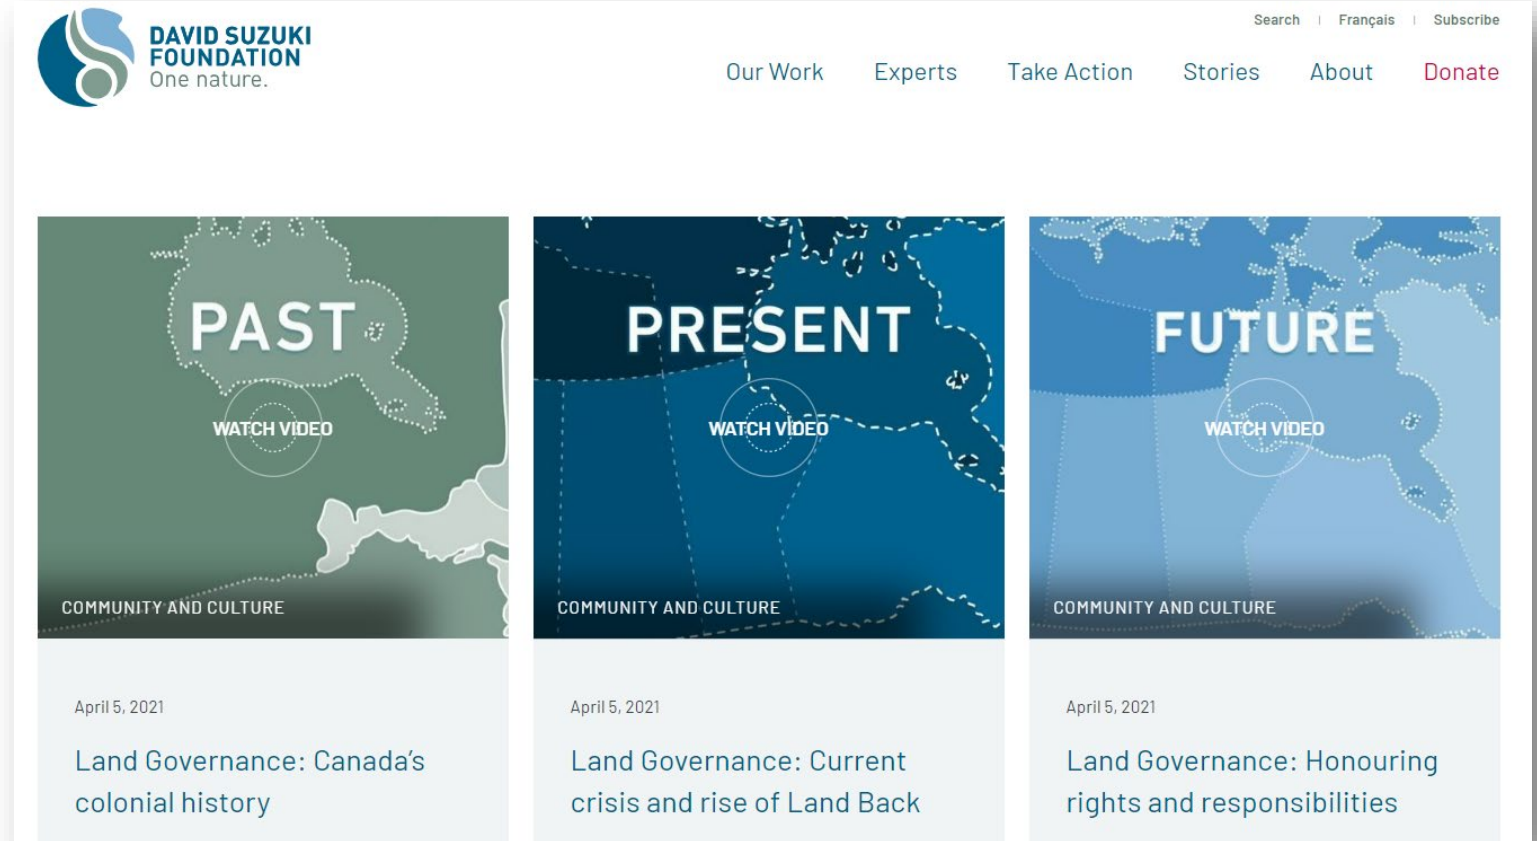 Search | Français | Subscribe
DAVID SUZUKI
FOUNDATION
One nature.
Our Work Experts Take Action Stories About Donate
PAST
WATCH VIDEO
COMMUNITY AND CULTURE
April 5, 2021
Land Governance: Canada’s
colonial history
PRESENT
WATCH VIDEO
COMMUNITY AND CULTURE
April 5, 2021
Land Governance: Current
crisis and rise of Land Back
FUTURE
WATCH VIDEO
COMMUNITY AND CULTURE
April 5, 2021
Land Governance: Honouring
rights and responsibilities